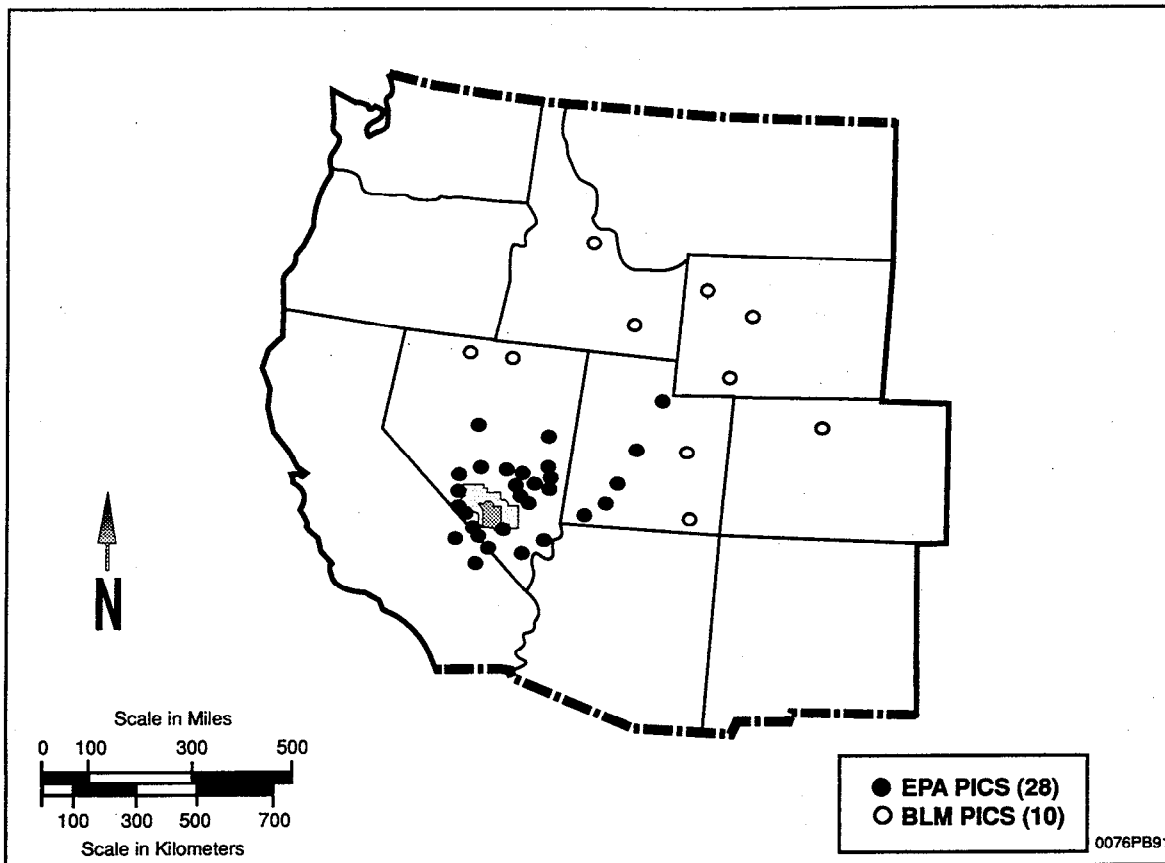 N
Scale in Miles
0 100 300 500
100 300 500 700
Scale in Kilometers
EPA PICS (28)
BLM PICS (10)
0076PB91